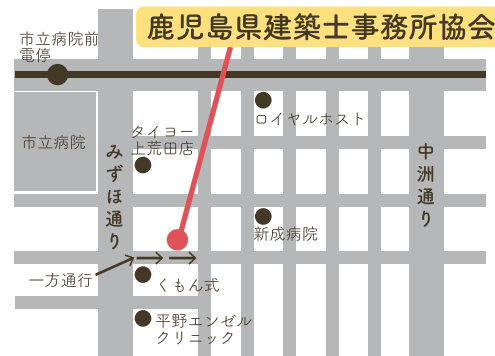 鹿児島県建築士事務所協会
市立病院前
電停
ロイヤルホスト
タイヨー
上荒田店
市立病院
みずほ通り
中洲通り
新成病院
一方通行
くもん式
平野エンゼル
クリニック